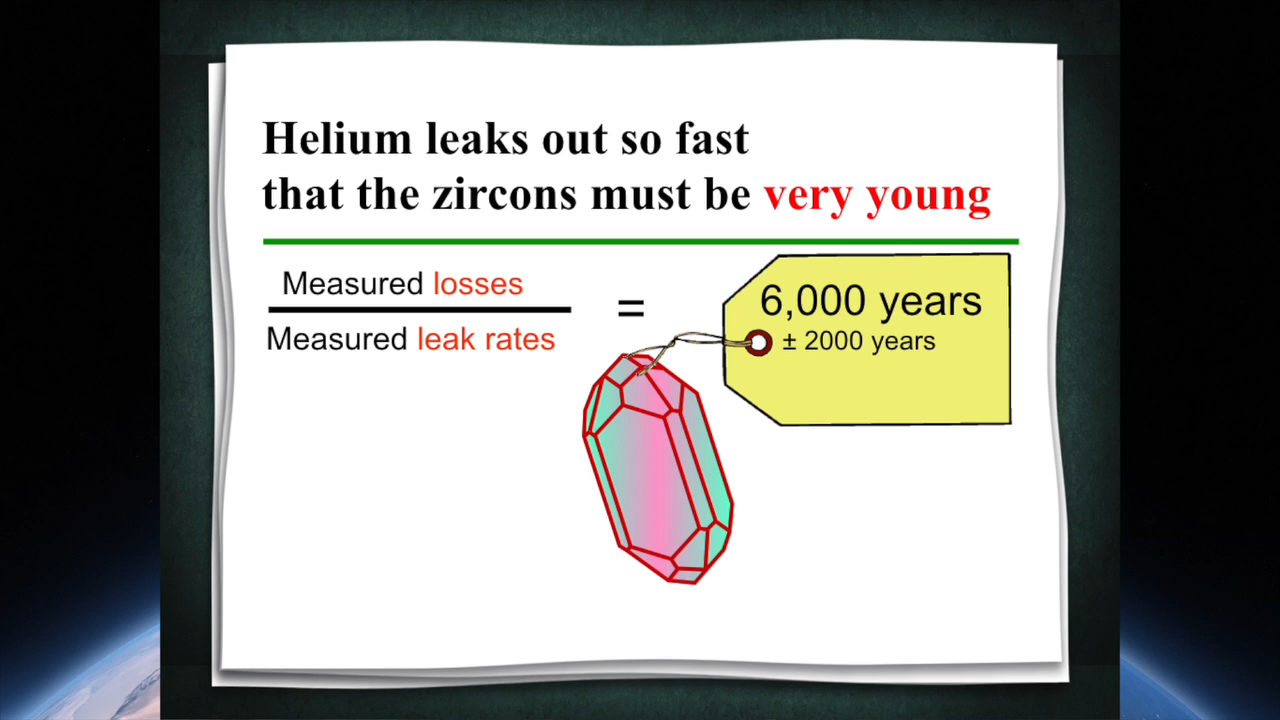 Helium leaks out so fast
that the zircons must be very young
Measured losses
Measured leak rates
=
6,000 years
± 2000 years